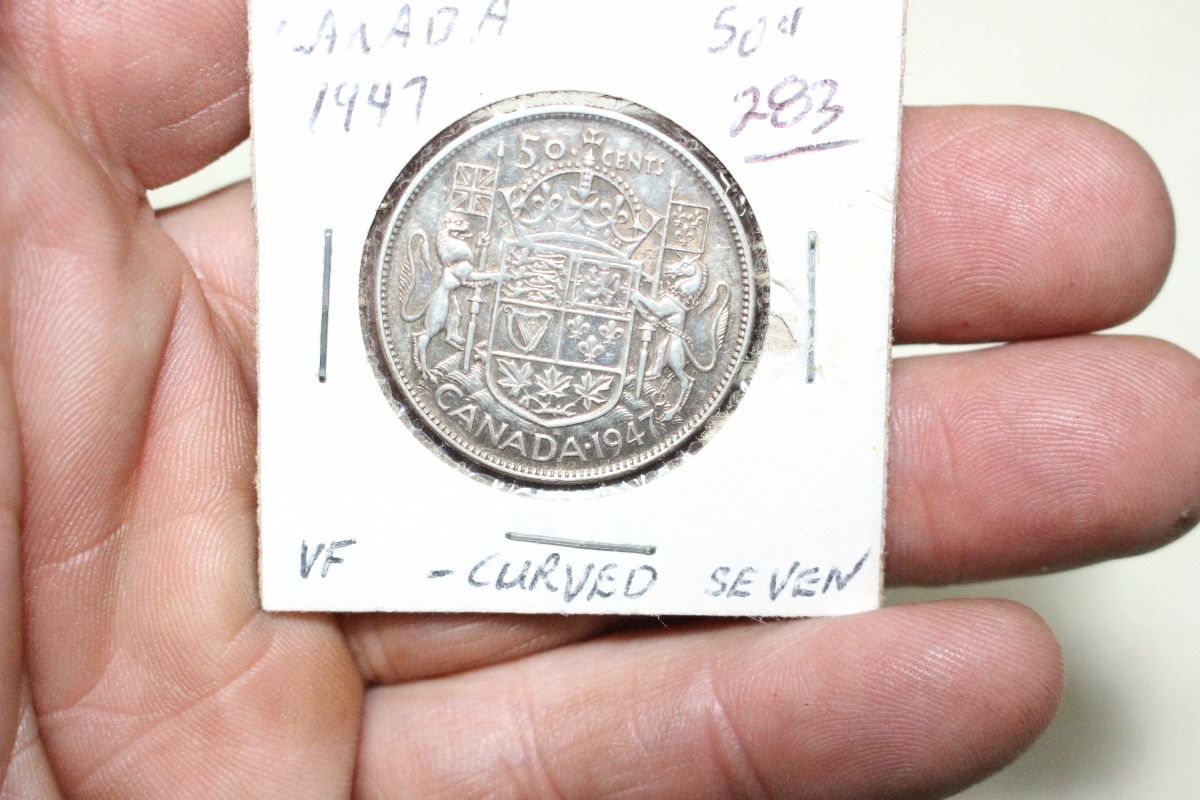 CANADA 50¢
1947 283
50 CENTS
CANADA·1947
VF - CURVED SEVEN